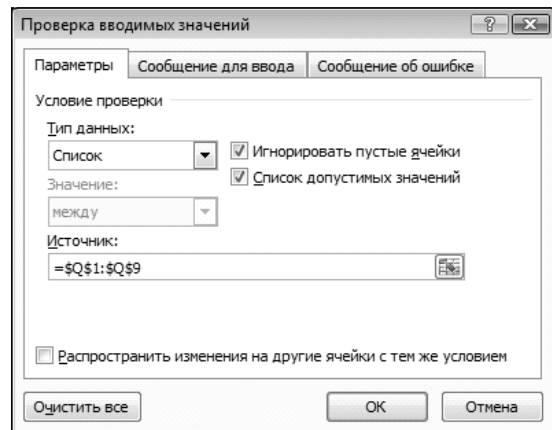 Проверка вводимых значений
Параметры Сообщение для ввода Сообщение об ошибке
Условие проверки
Тип данных:
Список Игнорировать пустые ячейки
Значение: Список допустимых значений
между
Источник:
=$Q$1:$Q$9
Распространить изменения на другие ячейки с тем же условием
Очистить все ОК Отмена